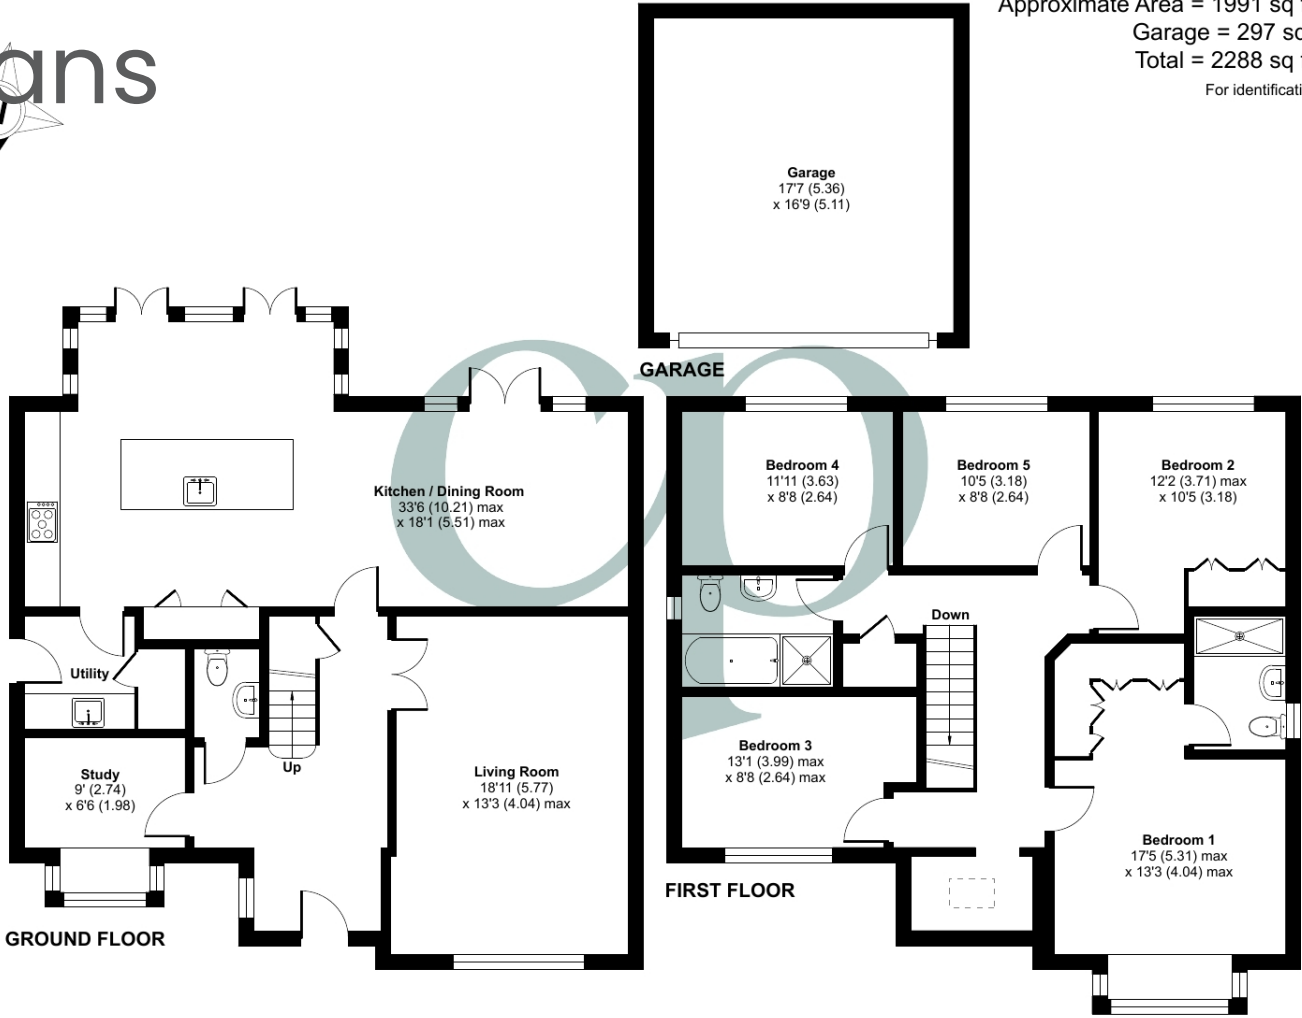 ans
Approximate Area = 1991 sq
Garage = 297 sq
Total = 2288 sq
For
Garage
17'7 (5.36)
x 16'9 (5.11)
GARAGE
Kitchen / Dining Room
33'6 (10.21) max
x 18'1 (5.51) max
Utility
Study
9' (2.74)
x 6'6 (1.98)
Up
Living Room
18'11 (5.77)
x 13'3 (4.04) max
GROUND FLOOR
cp
Bedroom 4
11'11 (3.63)
x 8'8 (2.64)
Bedroom 5
10'5 (3.18)
x 8'8 (2.64)
Bedroom 2
12'2 (3.71) max
x 10'5 (3.18)
Down
Bedroom 3
13'1 (3.99) max
x 8'8 (2.64) max
Bedroom 1
17'5 (5.31) max
x 13'3 (4.04) max
FIRST FLOOR